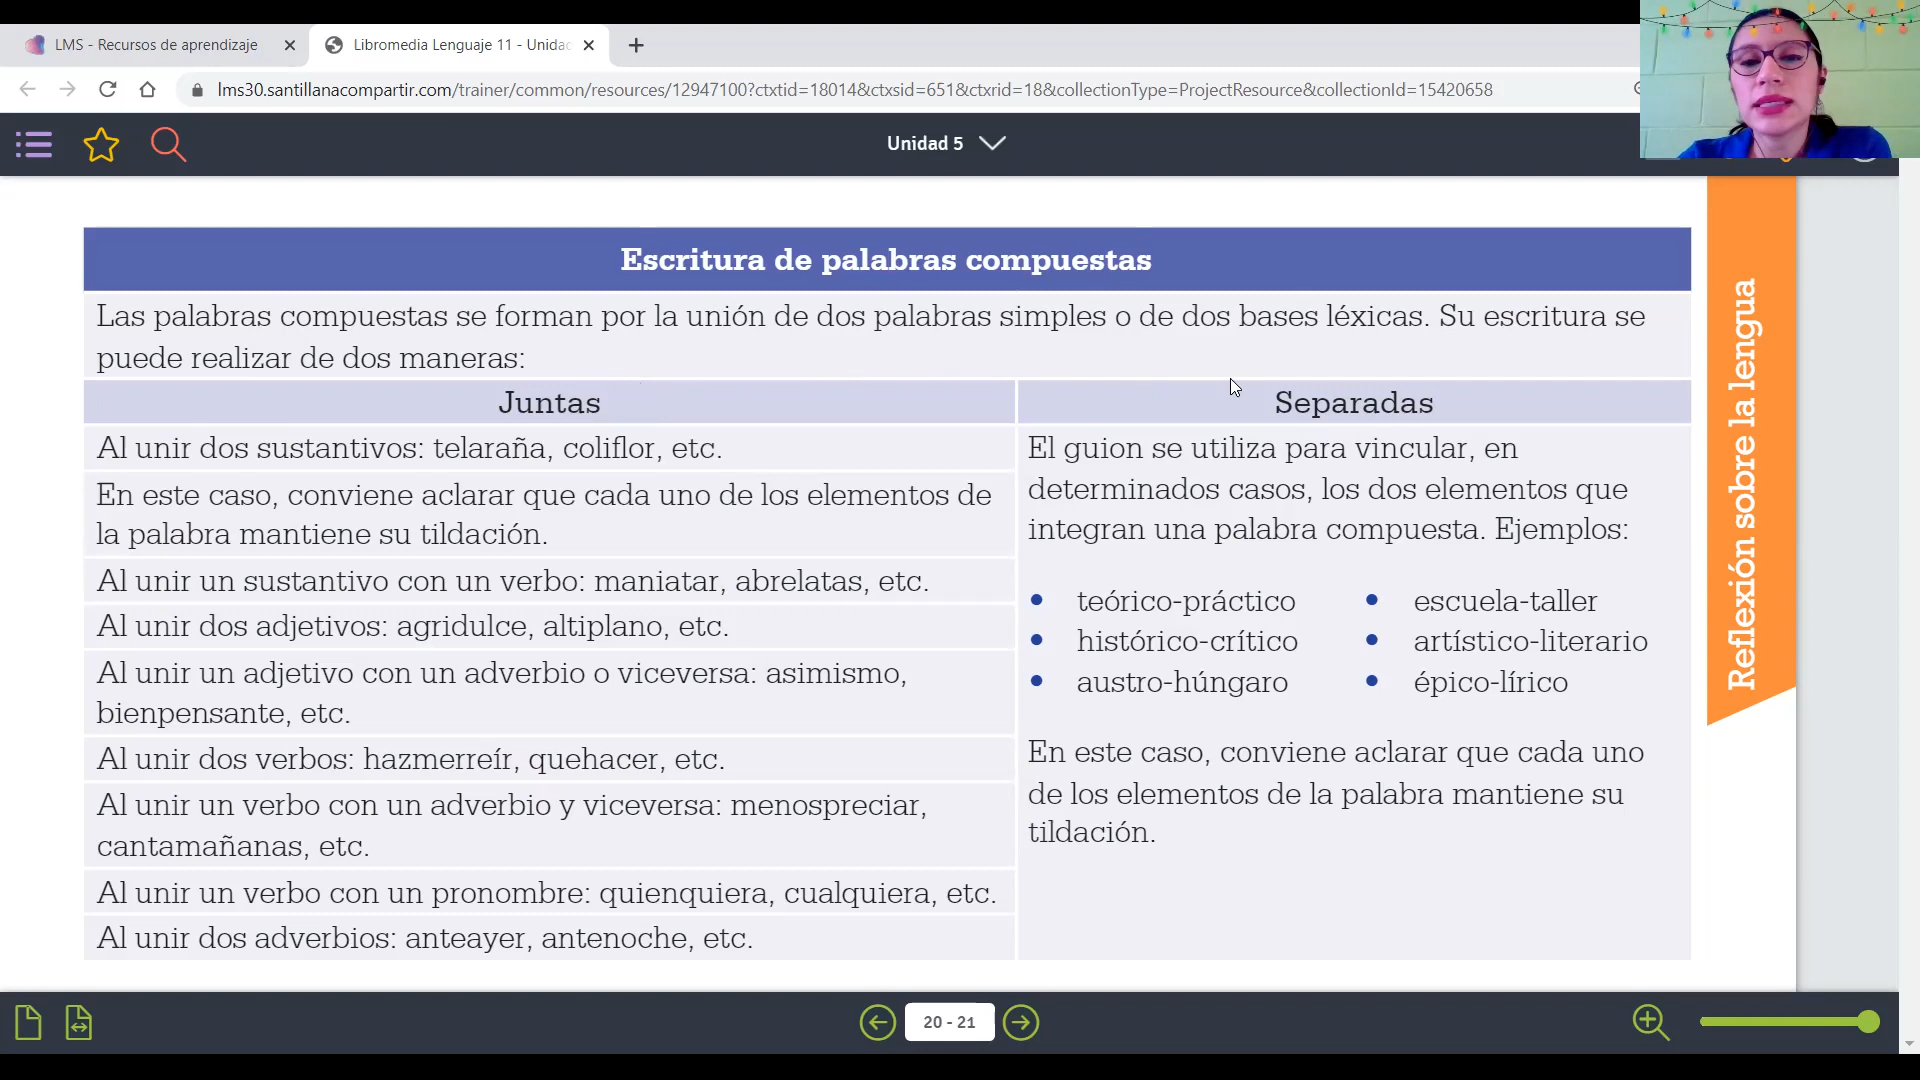 LMS - Recursos de aprendizaje
Libromedia Lenguaje 11 - Unidad
lms30.santillanacompartir.com/trainer/common/resources/12947100?ctxtid=18014&ctxsid=651&ctxrid=18&collectionType=ProjectResource&collectionId=15420658
Unidad 5
Escritura de palabras compuestas
Las palabras compuestas se forman por la unión de dos palabras simples o de dos bases léxicas. Su escritura se
puede realizar de dos maneras:
Juntas
Al unir dos sustantivos: telaraña, coliflor, etc.
En este caso, conviene aclarar que cada uno de los elementos de
la palabra mantiene su tildación.
Al unir un sustantivo con un verbo: maniatar, abrelatas, etc.
Al unir dos adjetivos: agridulce, altiplano, etc.
Al unir un adjetivo con un adverbio o viceversa: asimismo,
bienpensante, etc.
Al unir dos verbos: hazmerreír, quehacer, etc.
Al unir un verbo con un adverbio y viceversa: menospreciar,
cantamañanas, etc.
Al unir un verbo con un pronombre: quienquiera, cualquiera, etc.
Al unir dos adverbios: anteayer, antenoche, etc.
Separadas
El guion se utiliza para vincular, en
determinados casos, los dos elementos que
integran una palabra compuesta. Ejemplos:
• teórico-práctico
• histórico-crítico
• austro-húngaro
• escuela-taller
• artístico-literario
• épico-lírico
En este caso, conviene aclarar que cada uno
de los elementos de la palabra mantiene su
tildación.
Reflexión sobre la lengua
20 - 21